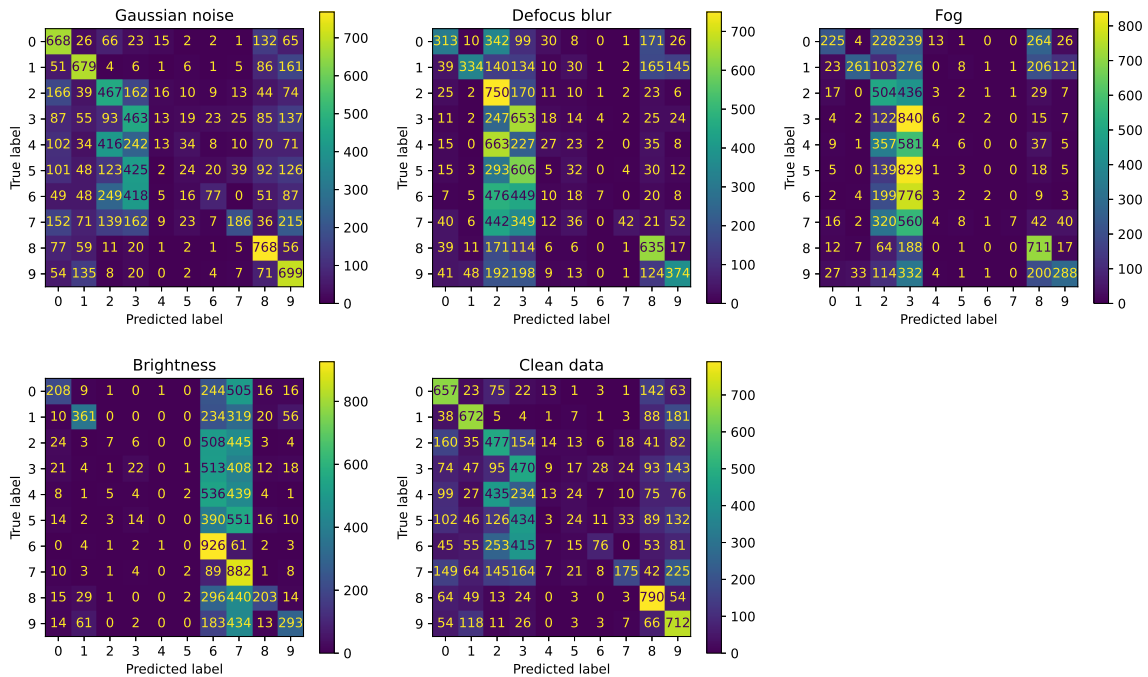 Gaussian noise
0 668 26 66 23 15 2 2 1 132 65
1 51 679 4 6 1 6 1 5 86 161
2 166 39 467 162 16 10 9 13 44 74
3 87 55 93 463 13 19 23 25 85 137
4 102 34 416 242 13 34 8 10 70 71
5 101 48 123 425 2 24 20 39 92 126
6 49 48 249 418 5 16 77 0 51 87
7 152 71 139 162 9 23 7 186 36 215
8 77 59 11 20 1 2 1 5 768 56
9 54 135 8 20 0 2 4 7 71 699
0 1 2 3 4 5 6 7 8 9
Predicted label
True label
700
600
500
400
300
200
100
0
Defocus blur
0 313 10 342 99 30 8 0 1 171 26
1 39 334 140 134 10 30 1 2 165 145
2 25 2 750 170 11 10 1 2 23 6
3 11 2 247 653 18 14 4 2 25 24
4 15 0 663 227 27 23 2 0 35 8
5 15 3 293 606 35 21 4 0 30 12
6 7 5 476 449 10 18 7 0 20 8
7 40 6 442 349 12 36 0 42 21 52
8 39 11 171 114 6 6 0 1 635 17
9 41 48 192 198 9 13 0 1 124 374
0 1 2 3 4 5 6 7 8 9
Predicted label
True label
700
600
500
400
300
200
100
0
Fog
0 225 4 228 239 13 1 0 0 264 26
1 23 261 103 276 0 8 1 1 206 121
2 17 0 504 436 3 2 1 1 29 7
3 4 2 122 840 6 2 2 0 15 7
4 9 1 357 581 4 6 0 0 37 5
5 5 0 139 829 1 3 0 0 18 5
6 4 2 199 776 3 2 2 0 9 3
7 16 2 320 560 4 8 1 7 42 40
8 12 7 64 188 0 1 0 0 711 17
9 27 33 114 332 4 1 1 0 200 288
0 1 2 3 4 5 6 7 8 9
Predicted label
True label
800
700
600
500
400
300
200
100
0
Brightness
0 208 9 1 0 1 0 244 505 16 16
1 10 361 0 0 0 0 234 319 20 56
2 24 3 7 6 0 0 508 445 3 4
3 21 4 1 22 0 1 513 408 12 18
4 8 1 5 4 0 2 536 439 4 1
5 14 2 3 14 0 0 390 551 16 10
6 0 4 1 2 1 0 926 61 2 3
7 10 3 1 4 0 2 89 882 1 8
8 15 29 1 0 0 2 296 440 203 14
9 14 61 0 2 0 0 183 434 13 293
0 1 2 3 4 5 6 7 8 9
Predicted label
True label
800
600
400
200
0
Clean data
0 657 23 75 22 13 1 3 1 142 63
1 38 672 5 4 1 7 1 3 88 181
2 160 35 477 154 14 13 6 18 41 82
3 74 47 95 470 9 17 28 24 93 143
4 99 27 435 234 13 24 7 10 75 76
5 102 46 126 434 3 24 11 33 89 132
6 45 55 253 415 7 15 76 0 53 81
7 149 64 145 164 7 21 8 175 42 225
8 64 49 13 24 0 3 0 3 790 54
9 54 118 11 26 0 3 3 7 66 712
0 1 2 3 4 5 6 7 8 9
Predicted label
True label
700
600
500
400
300
200
100
0